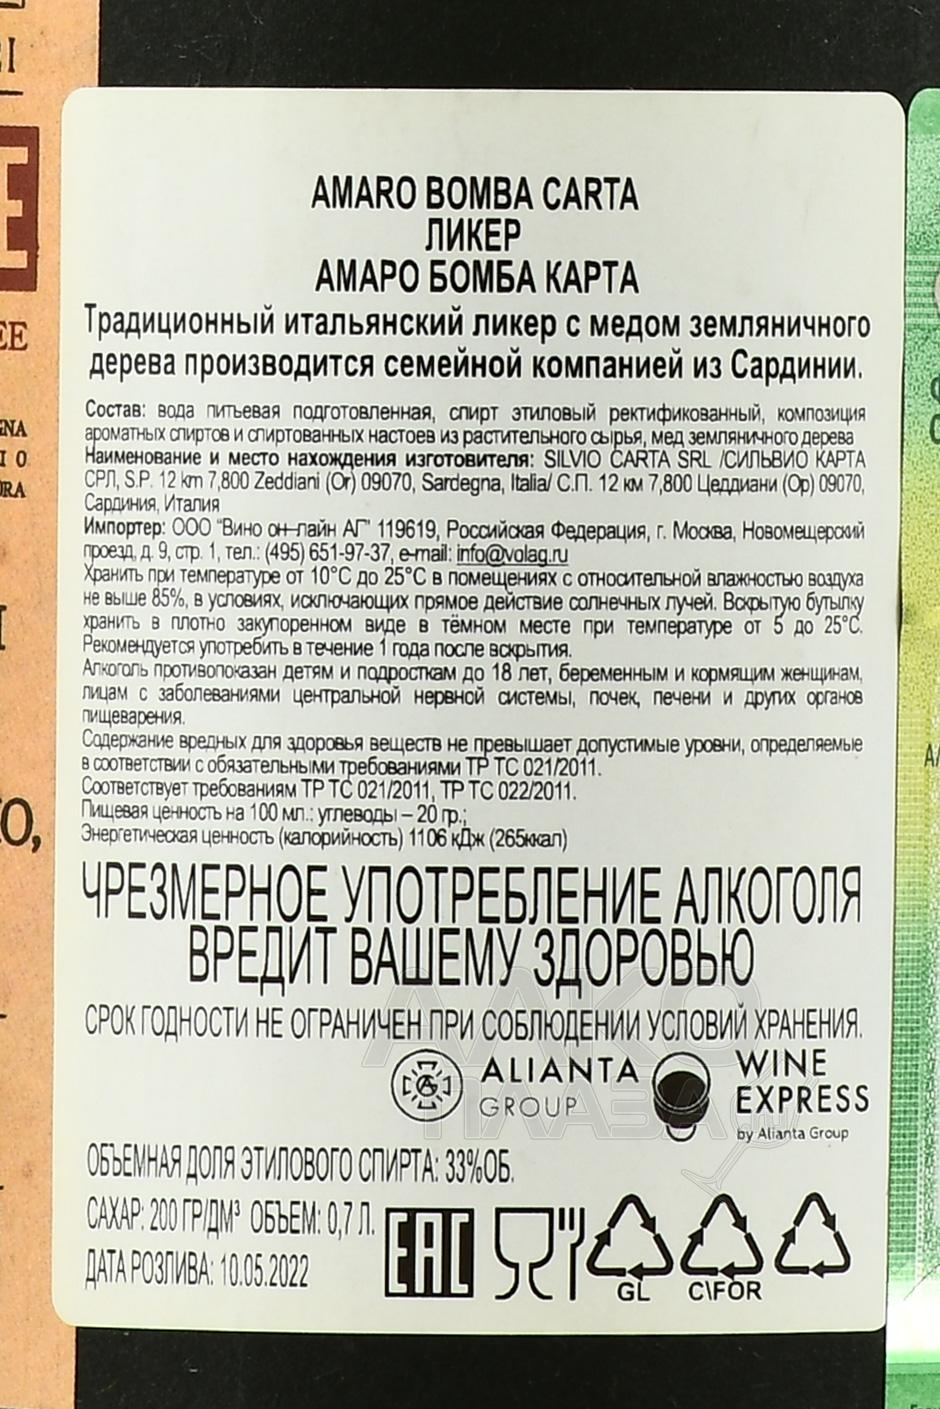 AMARO BOMBA CARTA
ЛИКЕР
АМАРО БОМБА КАРТА
Традиционный итальянский ликер с медом земляничного
дерева производится семейной компанией из Сардинии.
Состав: вода питьевая подготовленная, спирт этиловый ректификованный, композиция
ароматных спиртов и спиртованных настоев из растительного сырья, мед земляничного дерева
Наименование и место нахождения изготовителя: SILVIO CARTA SRL /СИЛЬВИО КАРТА
СРЛ, S.P. 12 km 7,800 Zeddiani (Or) 09070, Sardegna, Italia/ С.П. 12 км 7,800 Цеддиани (Ор) 09070,
Сардиния, Италия
Импортер: ООО "Вино он-лайн АГ" 119619, Российская Федерация, г. Москва, Новомещерский
проезд, д. 9, стр. 1, тел.: (495) 651-97-37, e-mail: info@volag.ru
Хранить при температуре от 10°С до 25°С в помещениях с относительной влажностью воздуха
не выше 85%, в условиях, исключающих прямое действие солнечных лучей. Вскрытую бутылку
хранить в плотно закупоренном виде в тёмном месте при температуре от 5 до 25°С.
Рекомендуется употребить в течение 1 года после вскрытия.
Алкоголь противопоказан детям и подросткам до 18 лет, беременным и кормящим женщинам,
лицам с заболеваниями центральной нервной системы, почек, печени и других органов
пищеварения.
Содержание вредных для здоровья веществ не превышает допустимые уровни, определяемые
в соответствии с обязательными требованиями ТР ТС 021/2011.
Соответствует требованиям ТР ТС 021/2011, ТР ТС 022/2011.
Пищевая ценность на 100 мл.: углеводы – 20 гр.;
Энергетическая ценность (калорийность) 1106 кДж (265ккал)
ЧРЕЗМЕРНОЕ УПОТРЕБЛЕНИЕ АЛКОГОЛЯ
ВРЕДИТ ВАШЕМУ ЗДОРОВЬЮ
СРОК ГОДНОСТИ НЕ ОГРАНИЧЕН ПРИ СОБЛЮДЕНИИ УСЛОВИЙ ХРАНЕНИЯ.
ALIANTA
GROUP
WINE
EXPRESS
by Alianta Group
АЛКО
ПЛАЗА
ОБЪЕМНАЯ ДОЛЯ ЭТИЛОВОГО СПИРТА: 33%ОБ.
САХАР: 200 ГР/ДМ³ ОБЪЕМ: 0,7 Л.
ДАТА РОЗЛИВА: 10.05.2022
EAC
GL
C\FOR